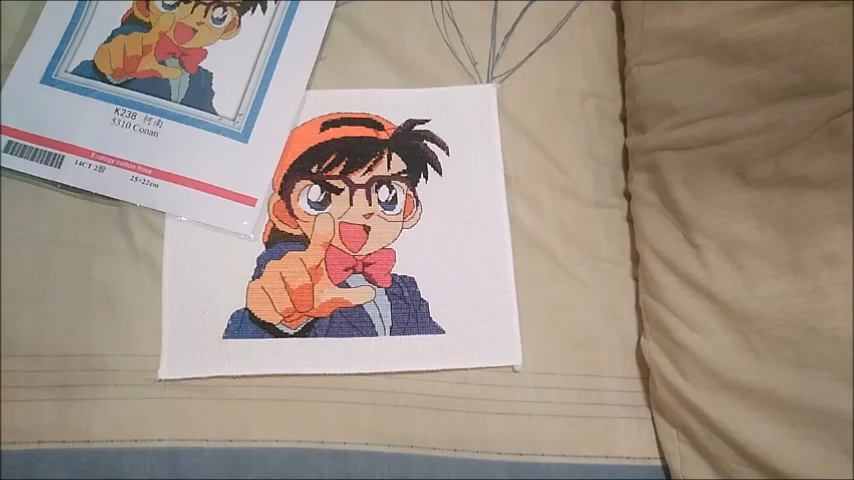 K238 柯南
5310 Conan
Ecology cotton floss
14CT 2股
25×22cm